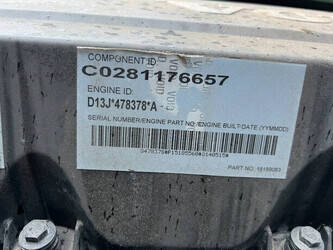 COMPONENT ID:
C0281176657
ENGINE ID:
D13J*478378*A
SERIAL NUMBER/ENGINE PART NO./ENGINE BUILT-DATE (YYMMDD)
PART NO.